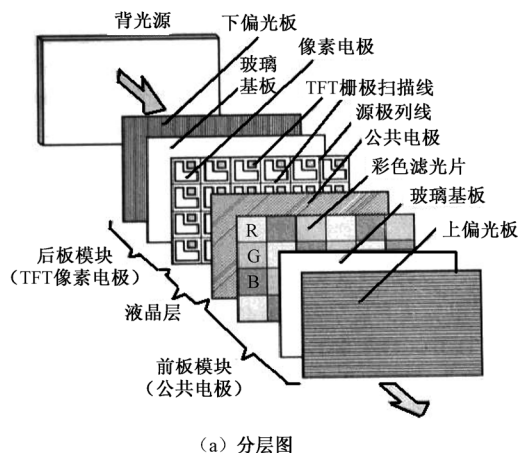 背光源
下偏光板
像素电极
玻璃
基板
TFT栅极扫描线
源极列线
公共电极
彩色滤光片
玻璃基板
上偏光板
R
G
B
后板模块
（TFT像素电极）
液晶层
前板模块
（公共电极）
（a）分层图